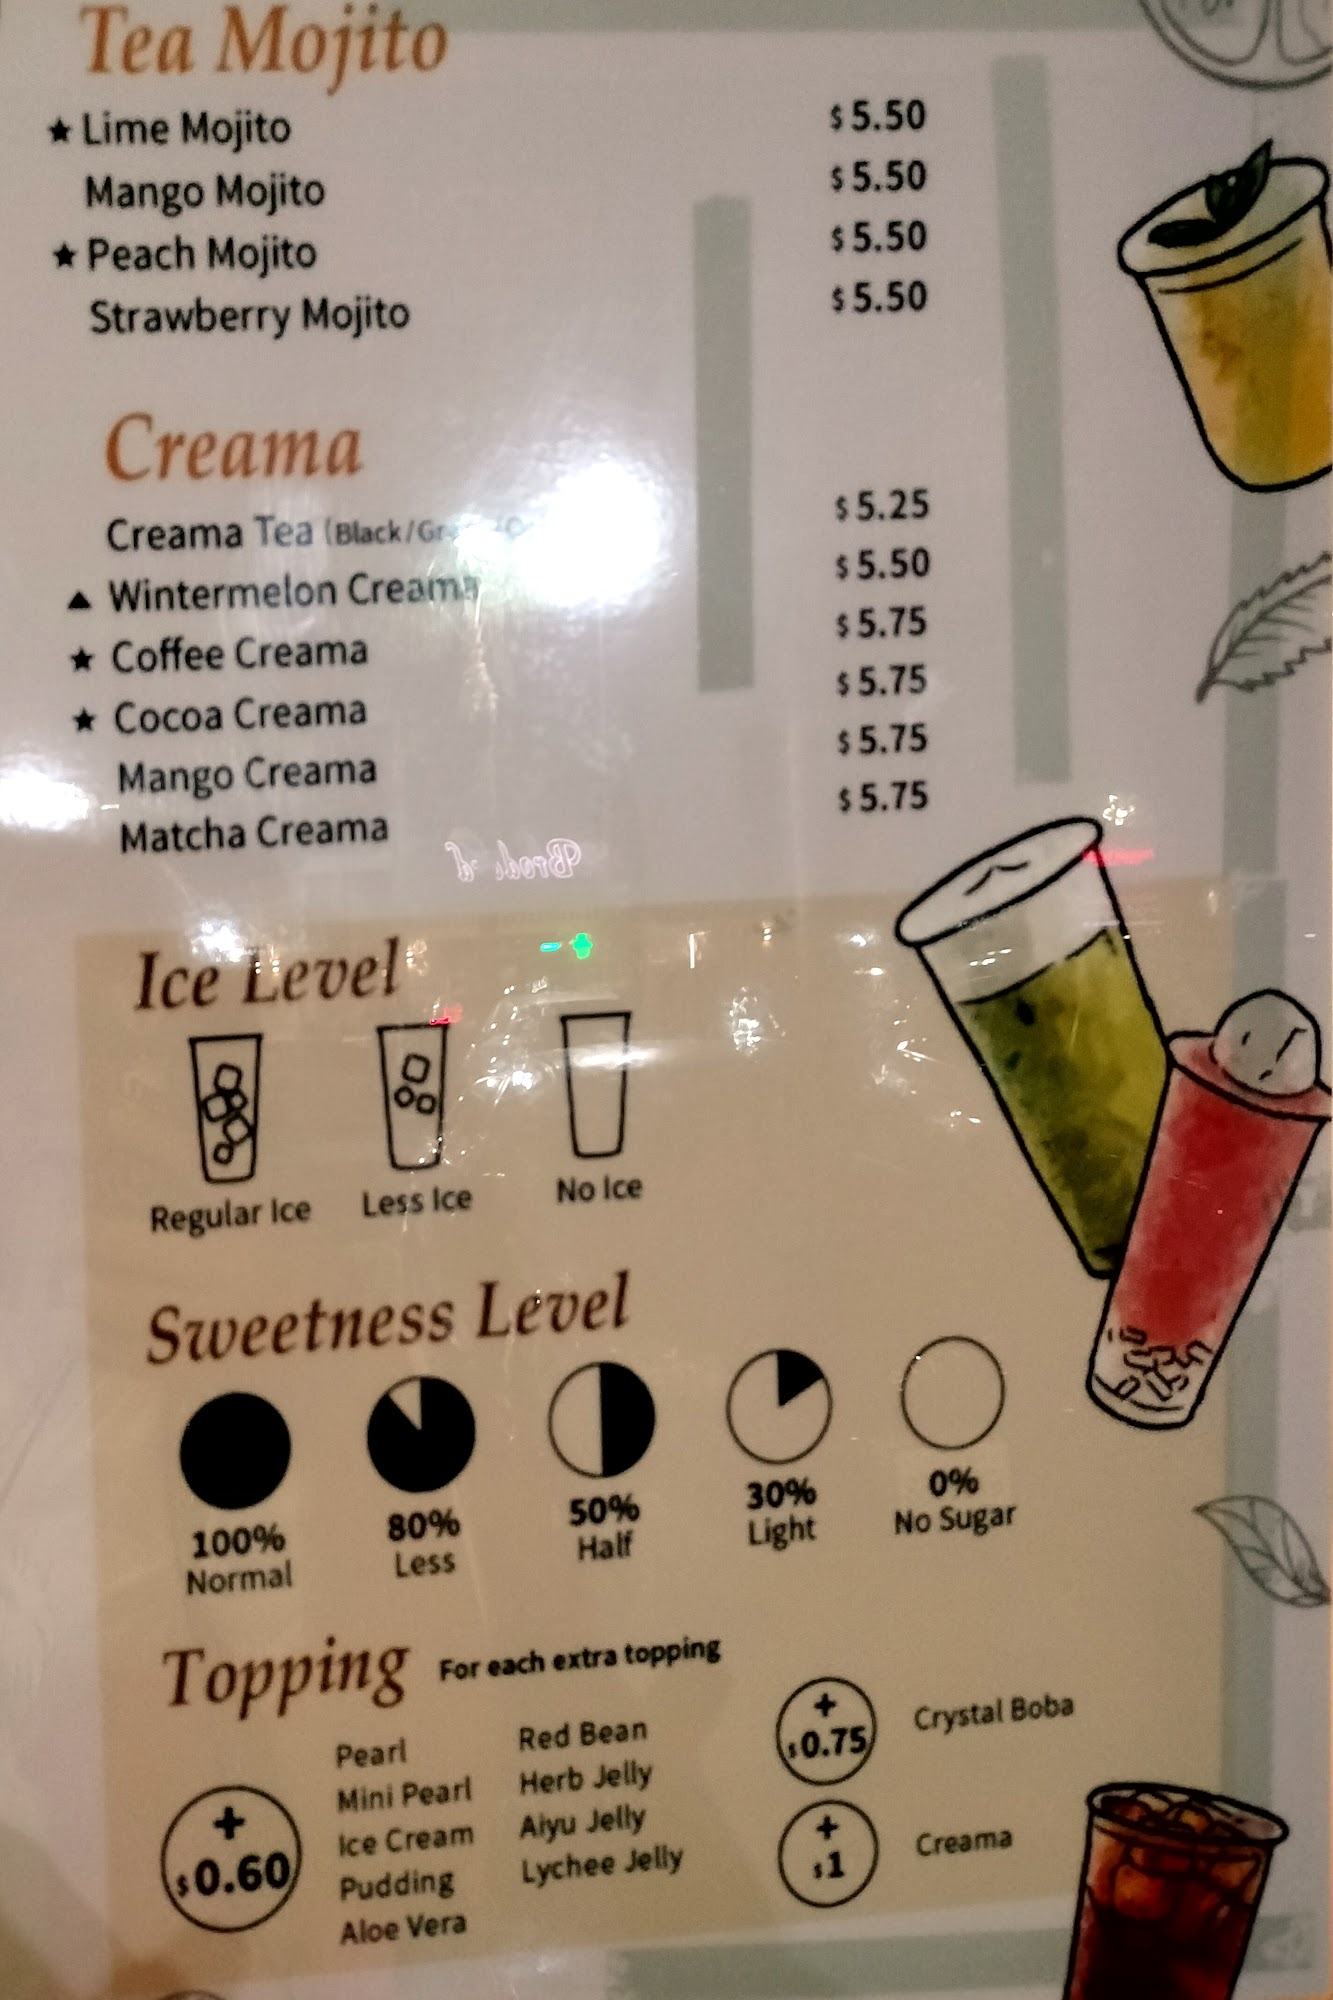 Tea Mojito
★ Lime Mojito $5.50
Mango Mojito $5.50
★ Peach Mojito $5.50
Strawberry Mojito $5.50
Creama
Creama Tea (Black/ $5.25
▲ Wintermelon Creama $5.50
★ Coffee Creama $5.75
★ Cocoa Creama $5.75
Mango Creama $5.75
Matcha Creama $5.75
Ice Level
Regular Ice Less Ice No Ice
Sweetness Level
100% 80% 50% 30% 0%
Normal Less Half Light No Sugar
Topping For each extra topping
+ $0.60
Pearl
Mini Pearl
Ice Cream
Pudding
Aloe Vera
Red Bean
Herb Jelly
Aiyu Jelly
Lychee Jelly
+ $0.75 Crystal Boba
+ $1 Creama